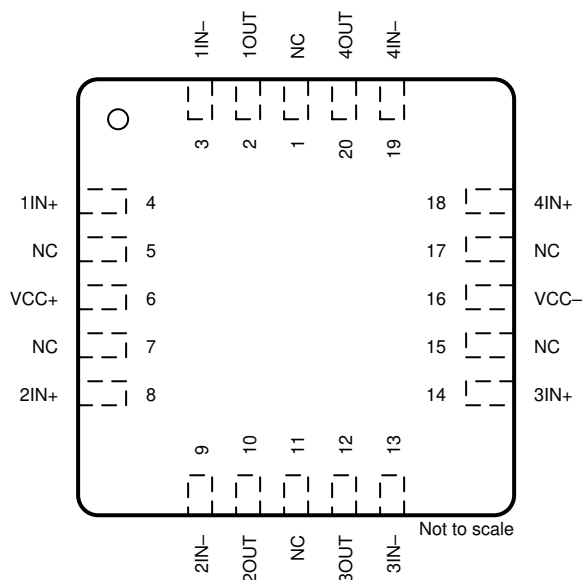 1IN–
1OUT
NC
4OUT
4IN–
3
2
1
20
19
1IN+
4
18
4IN+
NC
5
17
NC
VCC+
6
16
VCC–
NC
7
15
NC
2IN+
8
14
3IN+
9
10
11
12
13
2IN–
2OUT
NC
3OUT
3IN–
Not to scale